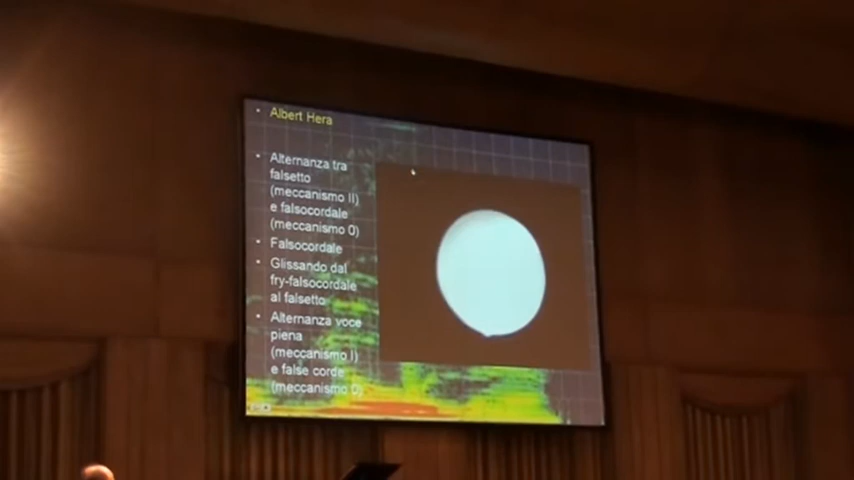 • Albert Hera
• Alternanza tra
falsetto
(meccanismo II)
e falsocordale
(meccanismo 0)
• Falsocordale
• Glissando dal
fry-falsocordale
al falsetto
• Alternanza voce
piena
(meccanismo I)
e false corde
(meccanismo 0)